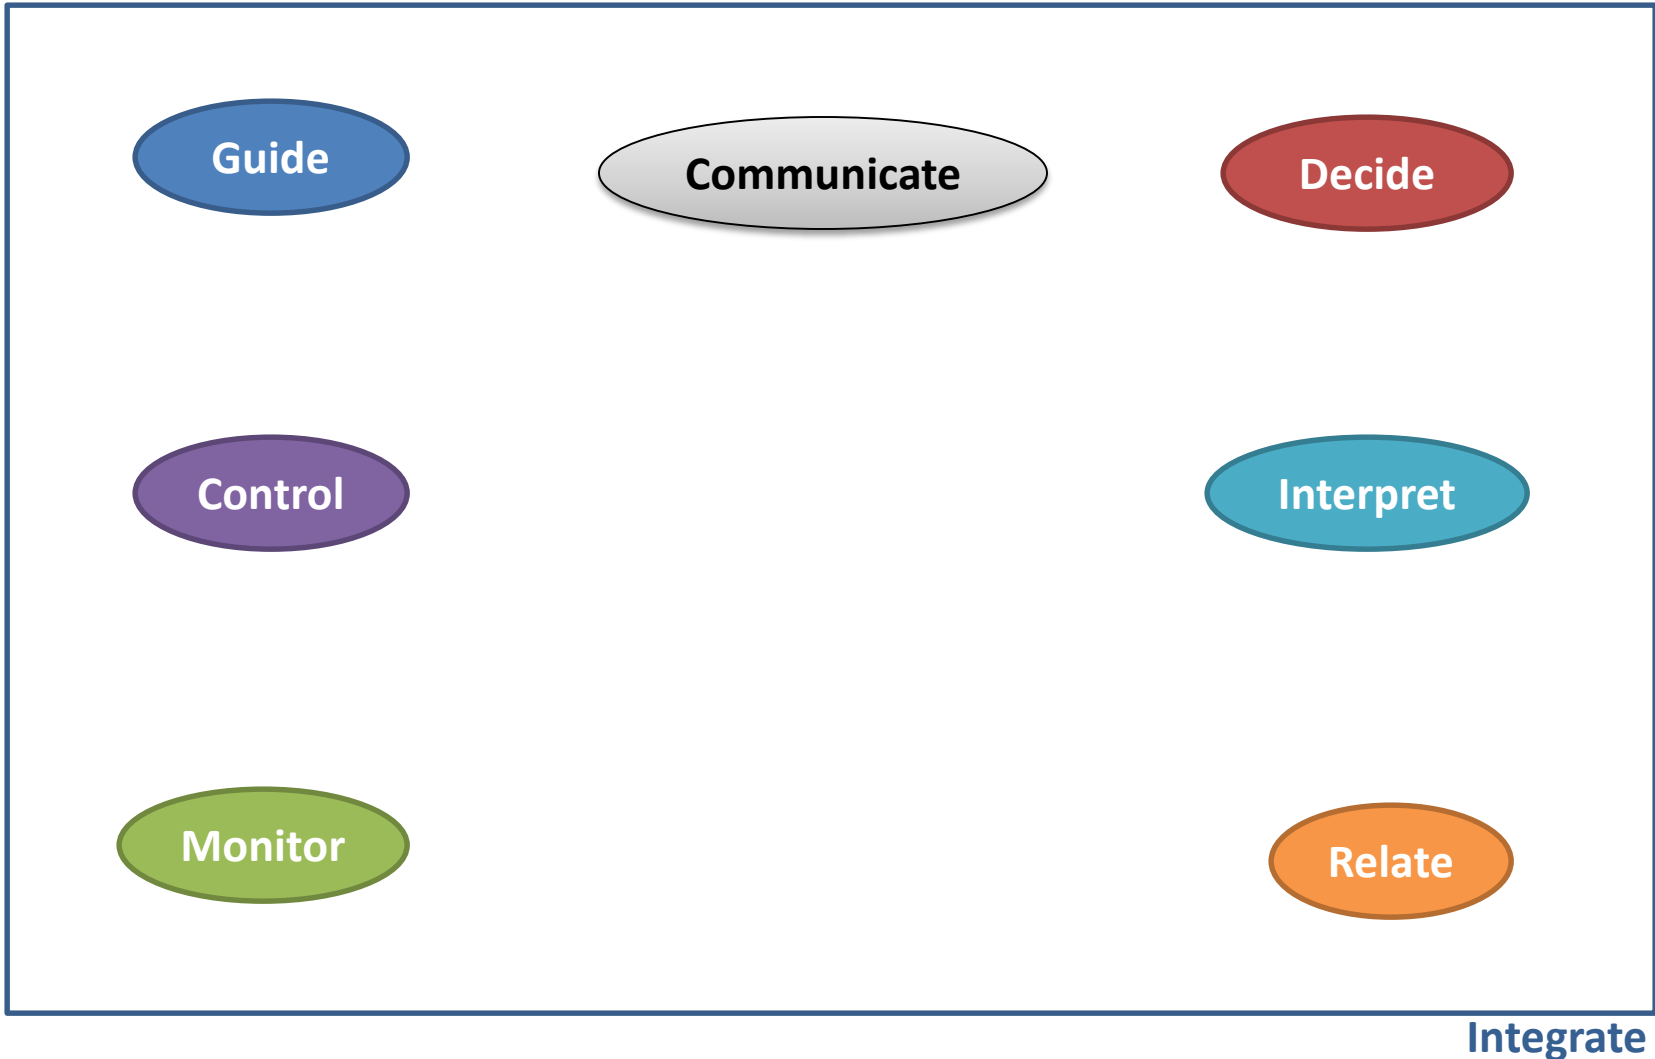 Guide
Communicate
Decide
Control
Interpret
Monitor
Relate
Integrate